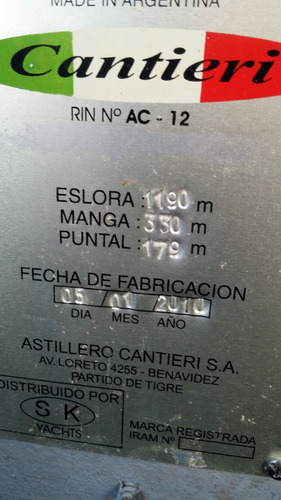 MADE IN ARGENTINA
Cantieri
RIN Nº AC - 12
ESLORA : 1190 m
MANGA : 350 m
PUNTAL : 179 m
FECHA DE FABRICACION
05 / 01 / 2010
DIA MES AÑO
ASTILLERO CANTIERI S.A.
AV. LORETO 4255 - BENAVIDEZ
PARTIDO DE TIGRE
DISTRIBUIDO POR
S K
YACHTS
MARCA REGISTRADA
IRAM Nº